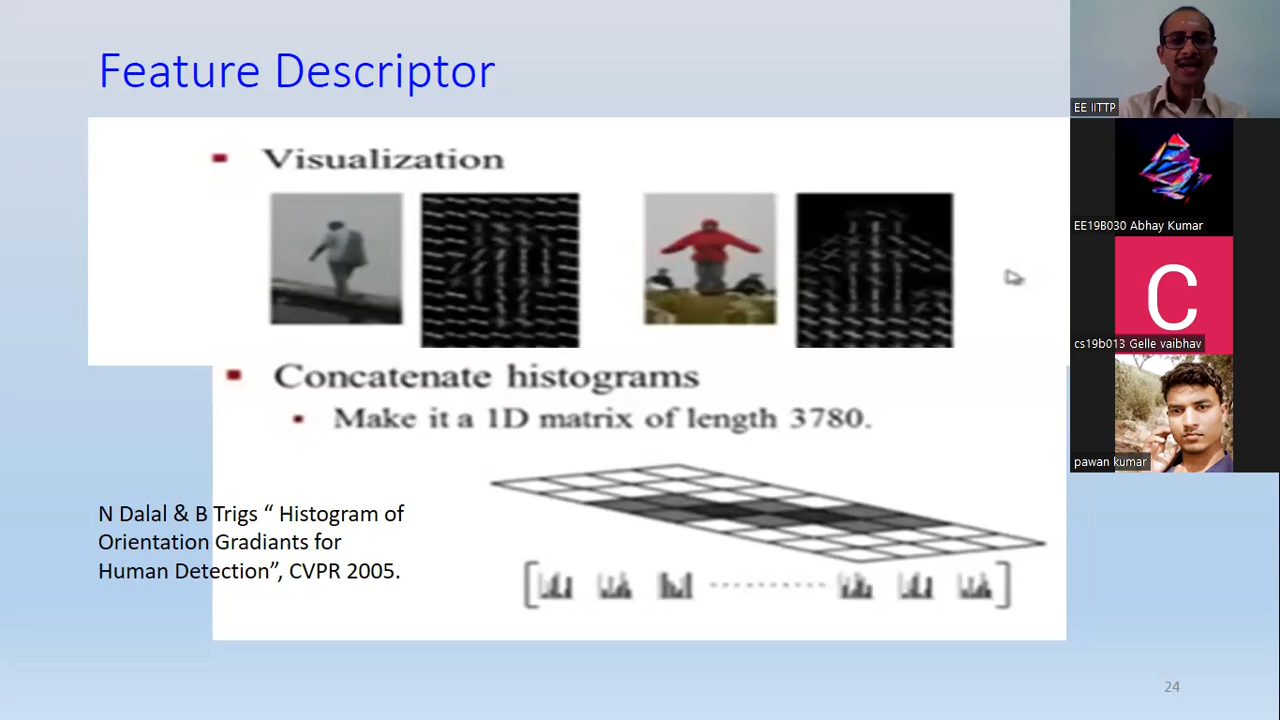 Feature Descriptor
Visualization
Concatenate histograms
Make it a 1D matrix of length 3780.
N Dalal & B Trigs “ Histogram of
Orientation Gradiants for
Human Detection”, CVPR 2005.
24
EE IITTP
EE19B030 Abhay Kumar
C
cs19b013 Gelle vaibhav
pawan kumar